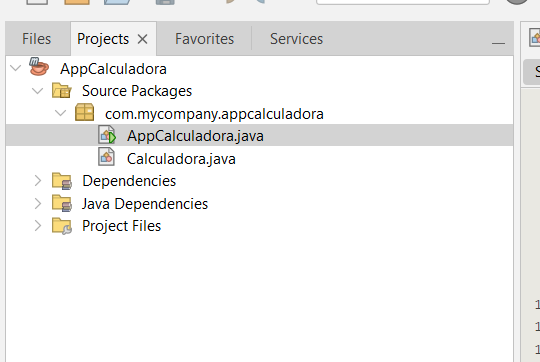 Files Projects Favorites Services
AppCalculadora
Source Packages
com.mycompany.appcalculadora
AppCalculadora.java
Calculadora.java
Dependencies
Java Dependencies
Project Files